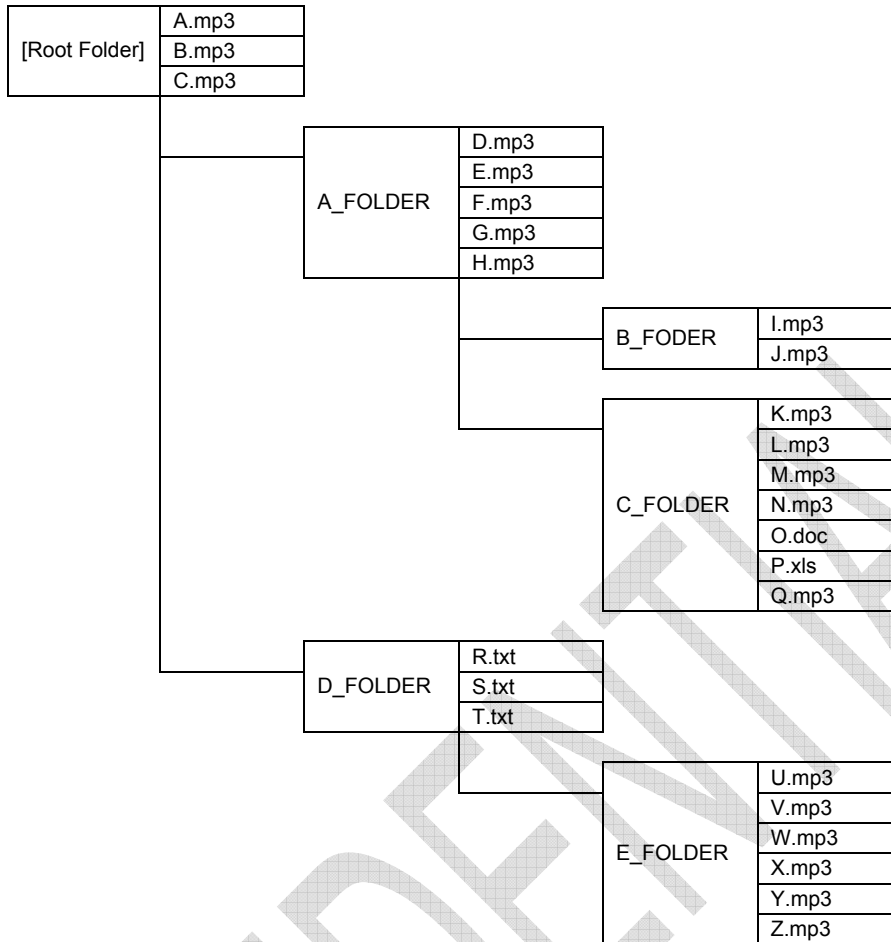 [Root Folder]
A.mp3
B.mp3
C.mp3
A_FOLDER
D.mp3
E.mp3
F.mp3
G.mp3
H.mp3
B_FODER
I.mp3
J.mp3
C_FOLDER
K.mp3
L.mp3
M.mp3
N.mp3
O.doc
P.xls
Q.mp3
D_FOLDER
R.txt
S.txt
T.txt
E_FOLDER
U.mp3
V.mp3
W.mp3
X.mp3
Y.mp3
Z.mp3